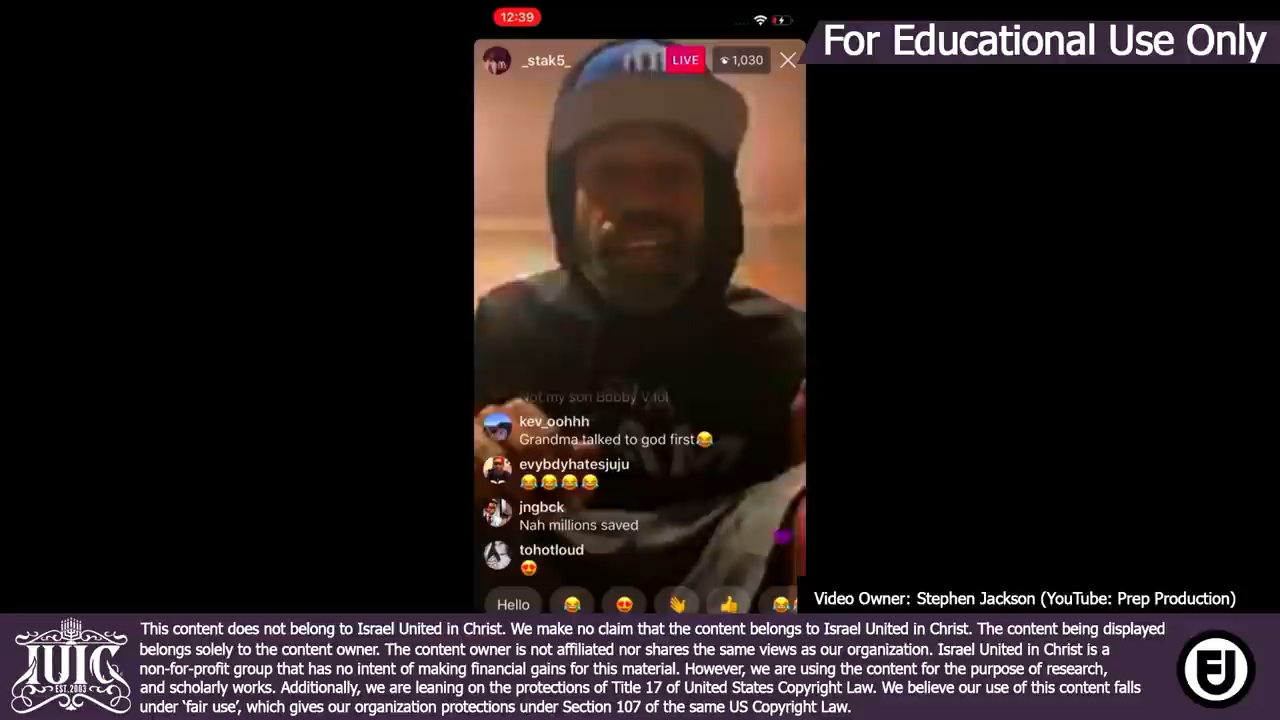 12:39
For Educational Use Only
_stak5_
LIVE
1,030
Not my son Bobby V lol
kev_oohhh
Grandma talked to god first😂
evybdyhatesjuju
😂😂😂😂
jngbck
Nah millions saved
tohotloud
😍
Hello 😂 😍 👋 👍 😂
Video Owner: Stephen Jackson (YouTube: Prep Production)
This content does not belong to Israel United in Christ. We make no claim that the content belongs to Israel United in Christ. The content being displayed
belongs solely to the content owner. The content owner is not affiliated nor shares the same views as our organization. Israel United in Christ is a
non-for-profit group that has no intent of making financial gains for this material. However, we are using the content for the purpose of research,
and scholarly works. Additionally, we are leaning on the protections of Title 17 of United States Copyright Law. We believe our use of this content falls
under ‘fair use’, which gives our organization protections under Section 107 of the same US Copyright Law.
IUIC
EST. 2003